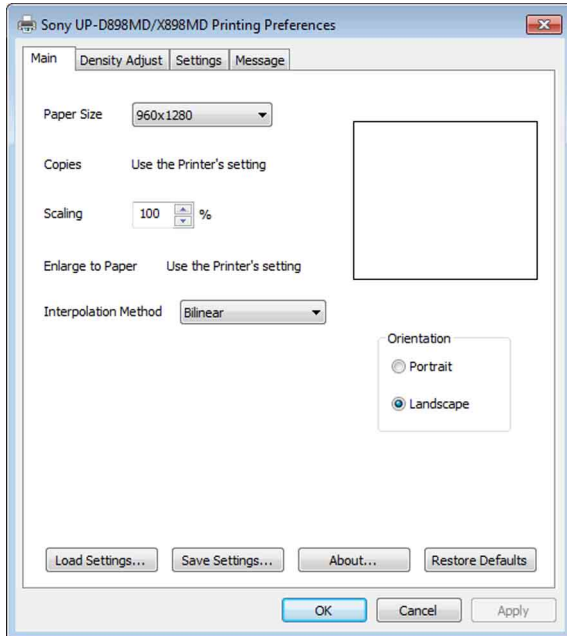 Sony UP-D898MD/X898MD Printing Preferences
Main Density Adjust Settings Message
Paper Size 960x1280
Copies Use the Printer's setting
Scaling 100 %
Enlarge to Paper Use the Printer's setting
Interpolation Method Bilinear
Orientation
Portrait
Landscape
Load Settings... Save Settings... About... Restore Defaults
OK Cancel Apply